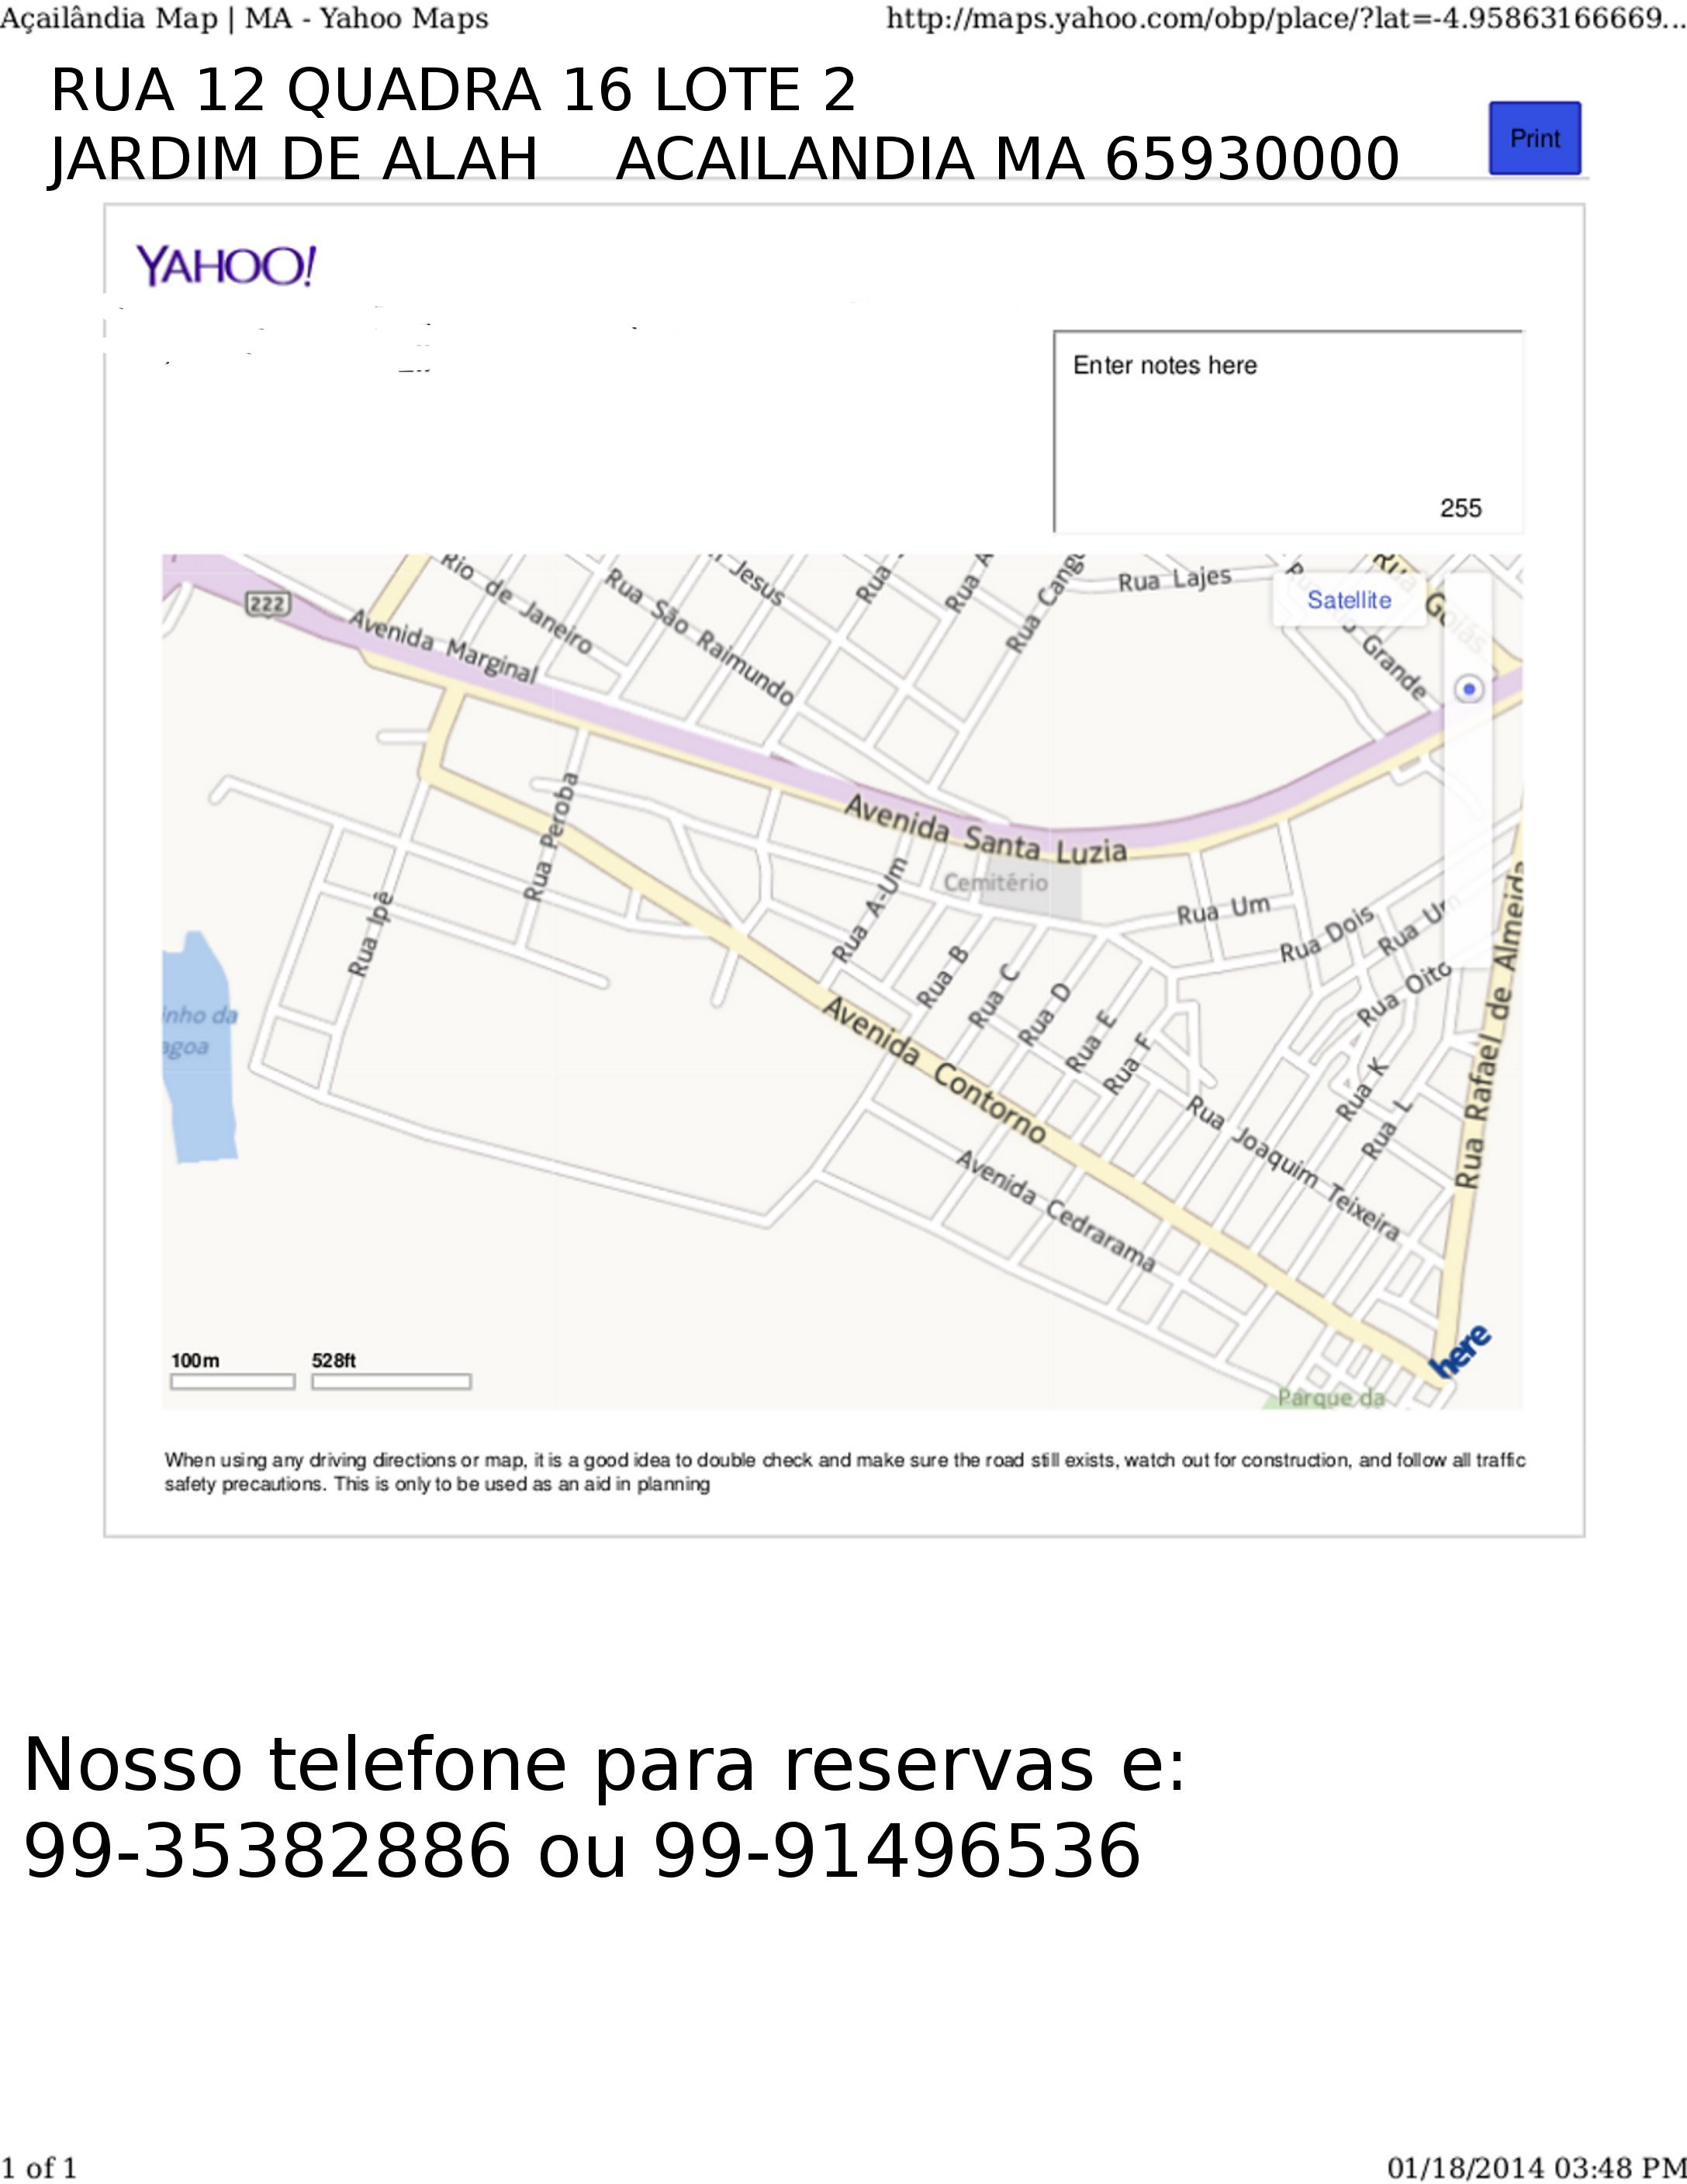 Açailândia Map | MA - Yahoo Maps
http://maps.yahoo.com/obp/place/?lat=-4.95863166669...
RUA 12 QUADRA 16 LOTE 2
JARDIM DE ALAH ACAILANDIA MA 65930000
Print
YAHOO!
Enter notes here
255
222
Rio de Janeiro
Avenida Marginal
Rua São Raimundo
Jesus
Rua
Rua A
Rua Cang
Rua Lajes
Satellite
Rua Goiás
o Grande
Rua Peroba
Rua Ipê
Avenida Santa Luzia
Cemitério
Rua A-Um
Rua B
Rua C
Rua D
Rua E
Rua F
Rua Um
Rua Dois
Rua Um
Rua Oito
Rua K
Rua L
Rua Rafael de Almeida
Rua Joaquim Teixeira
Avenida Contorno
Avenida Cedrarama
inho da
agoa
100m
528ft
here
Parque da
When using any driving directions or map, it is a good idea to double check and make sure the road still exists, watch out for construction, and follow all traffic
safety precautions. This is only to be used as an aid in planning
Nosso telefone para reservas e:
99-35382886 ou 99-91496536
1 of 1
01/18/2014 03:48 PM